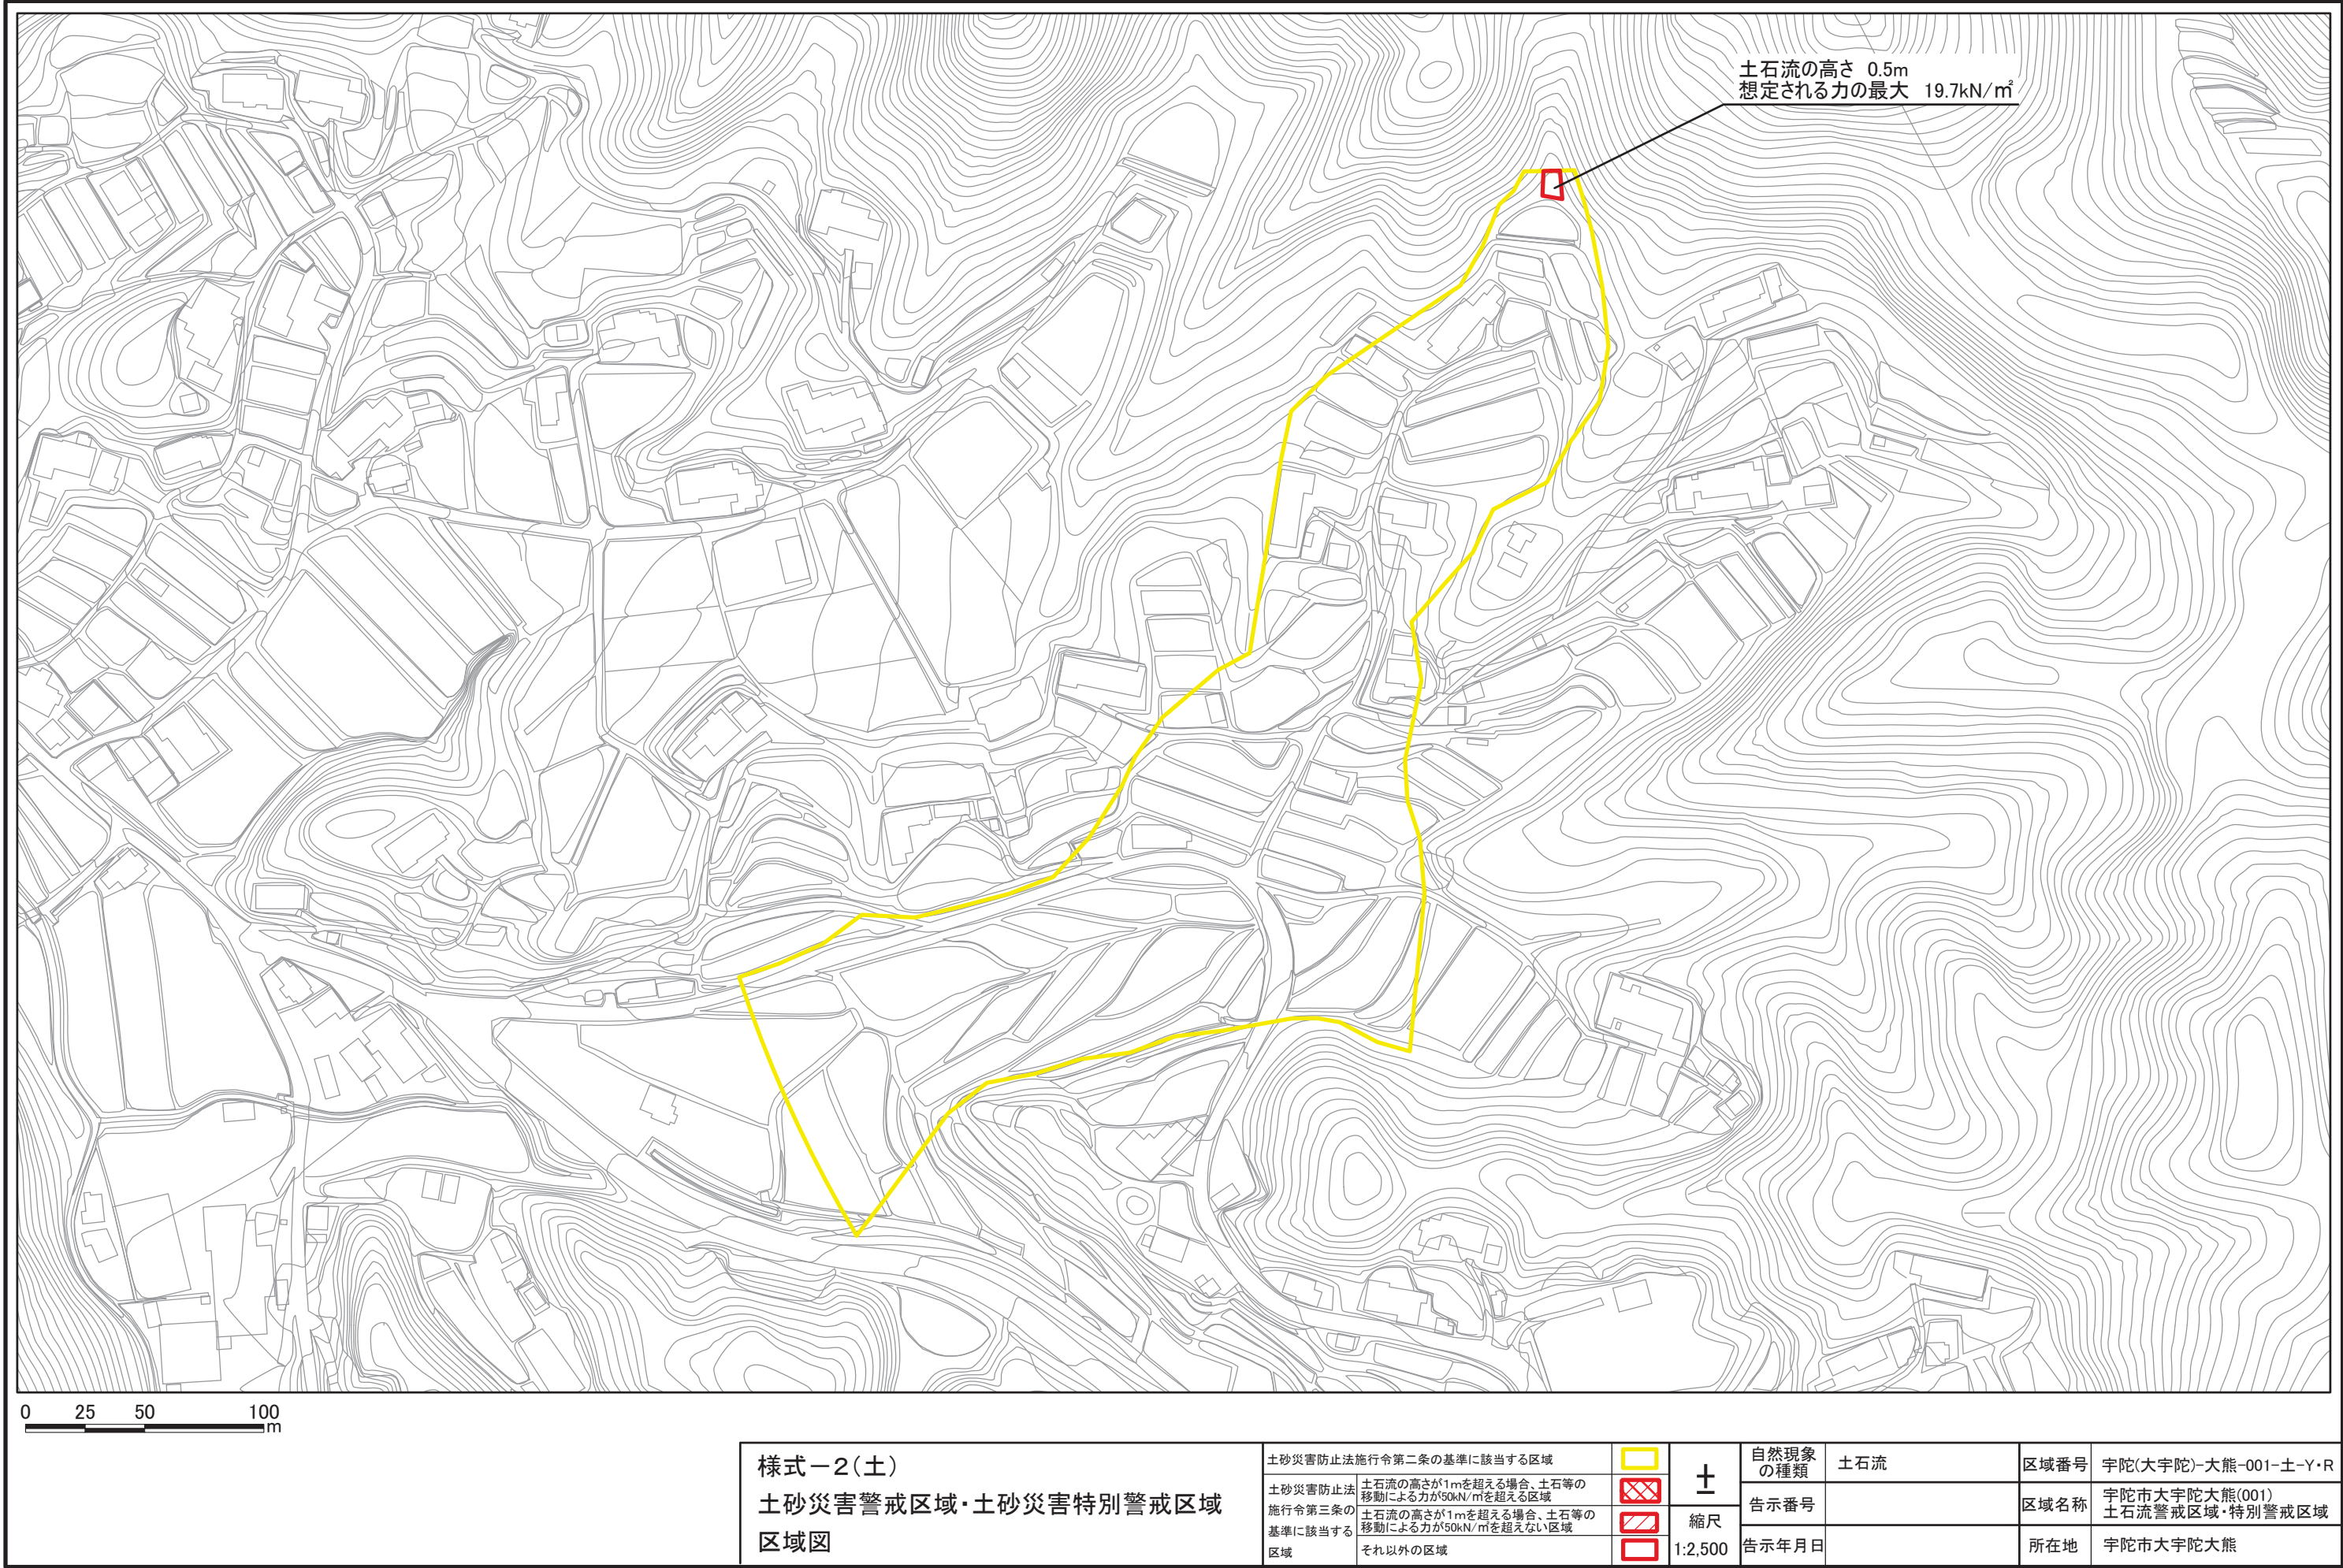 土石流の高さ 0.5m
想定される力の最大 19.7kN/㎡
0 25 50 100
m
様式－2(土)
土砂災害警戒区域・土砂災害特別警戒区域
区域図
土砂災害防止法施行令第二条の基準に該当する区域
土砂災害防止法
施行令第三条の
基準に該当する
区域
土石流の高さが1mを超える場合、土石等の
移動による力が50kN/㎡を超える区域
土石流の高さが1mを超える場合、土石等の
移動による力が50kN/㎡を超えない区域
それ以外の区域
±
縮尺
1:2,500
自然現象
の種類
土石流
告示番号
告示年月日
区域番号
宇陀(大宇陀)-大熊-001-土-Y・R
区域名称
宇陀市大宇陀大熊(001)
土石流警戒区域・特別警戒区域
所在地
宇陀市大宇陀大熊